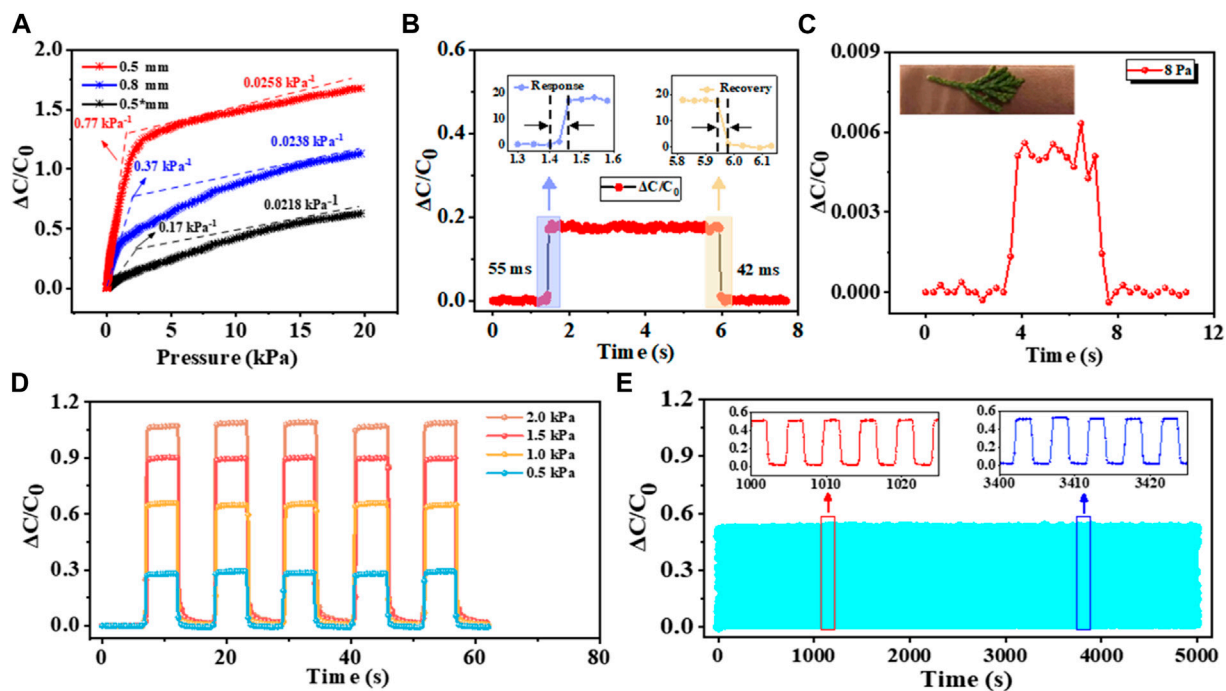 A
ΔC/C0
2.0
1.5
1.0
0.5
0.0
0.5 mm
0.8 mm
0.5*mm
0.77 kPa-1
0.0258 kPa-1
0.37 kPa-1
0.0238 kPa-1
0.17 kPa-1
0.0218 kPa-1
0 5 10 15 20
Pressure (kPa)
B
ΔC/C0
0.6
0.4
0.2
0.0
Response
20
10
0
1.3 1.4 1.5 1.6
Recovery
20
10
0
5.8 5.9 6.0 6.1
ΔC/C0
55 ms
42 ms
0 2 4 6 8
Time (s)
C
ΔC/C0
0.009
0.006
0.003
0.000
8 Pa
0 4 8 12
Time (s)
D
ΔC/C0
1.2
0.9
0.6
0.3
0.0
2.0 kPa
1.5 kPa
1.0 kPa
0.5 kPa
0 20 40 60 80
Time (s)
E
ΔC/C0
1.2
0.9
0.6
0.3
0.0
0.6
0.4
0.2
0.0
1000 1010 1020
0.6
0.4
0.2
0.0
3400 3410 3420
0 1000 2000 3000 4000 5000
Time (s)